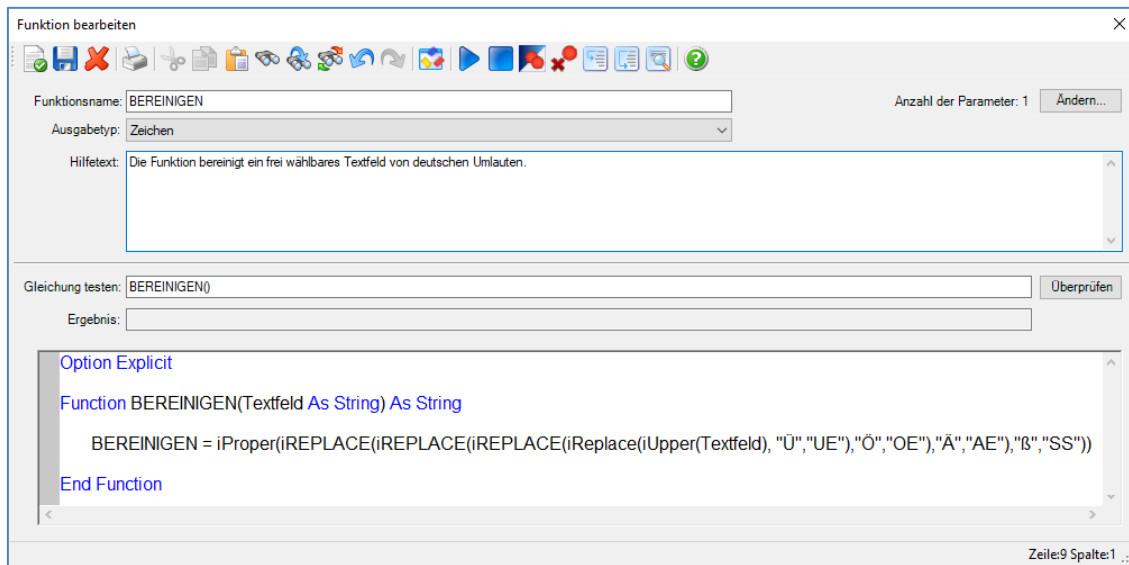 Funktion bearbeiten
Funktionsname: BEREINIGEN Anzahl der Parameter: 1 Ändern...
Ausgabetyp: Zeichen
Hilfetext: Die Funktion bereinigt ein frei wählbares Textfeld von deutschen Umlauten.
Gleichung testen: BEREINIGEN() Überprüfen
Ergebnis:
Option Explicit
Function BEREINIGEN(Textfeld As String) As String
BEREINIGEN = iProper(iREPLACE(iREPLACE(iREPLACE(iReplace(iUpper(Textfeld), "Ü","UE"),"Ö","OE"),"Ä","AE"),"ß","SS"))
End Function
Zeile:9 Spalte:1